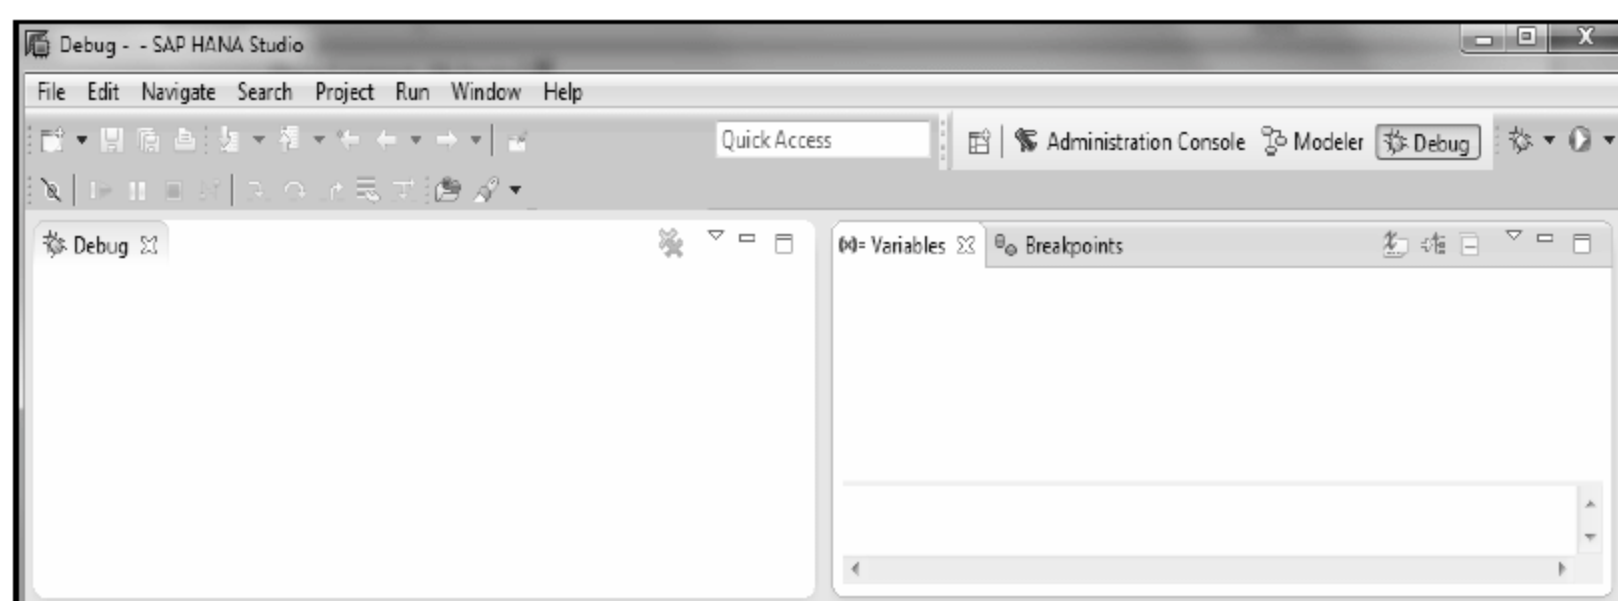 Debug - - SAP HANA Studio
File Edit Navigate Search Project Run Window Help
Quick Access Administration Console Modeler Debug
Debug
(x)= Variables Breakpoints